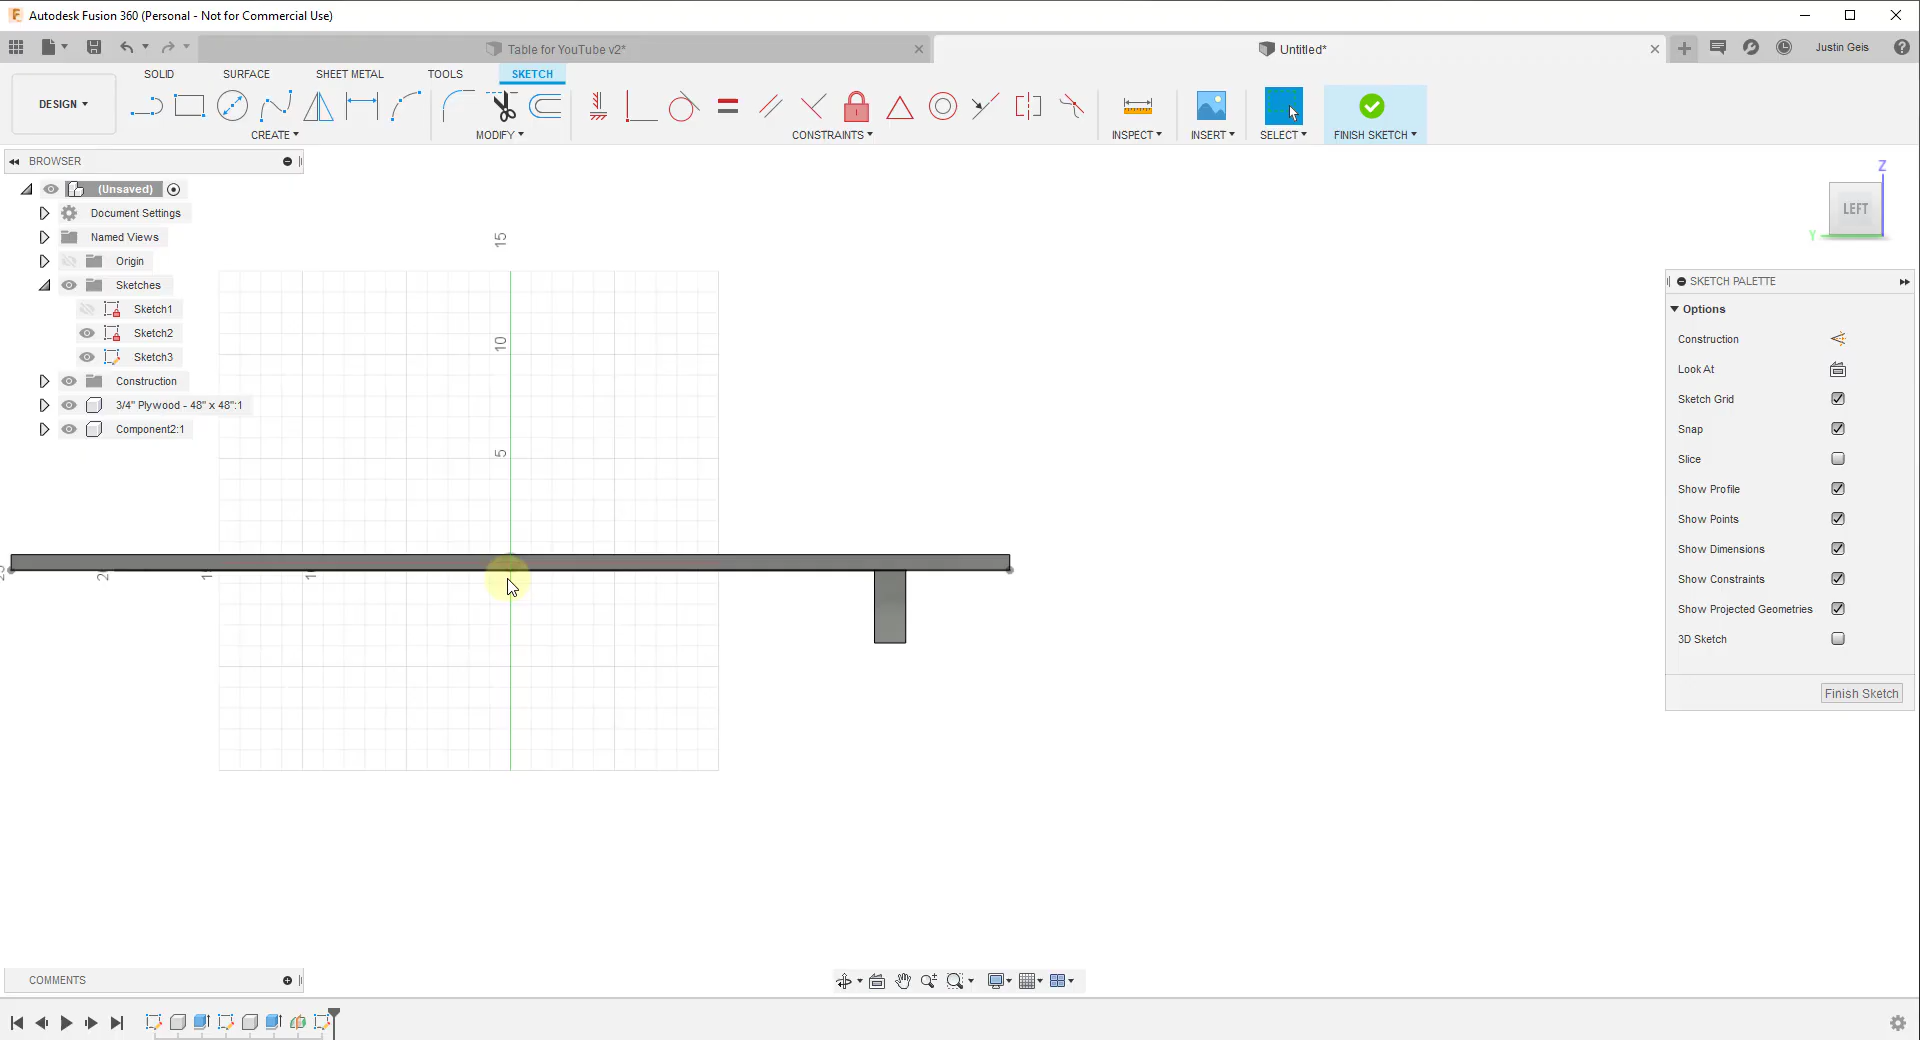 Autodesk Fusion 360 (Personal - Not for Commercial Use)
Table for YouTube v2*
Untitled*
Justin Geis
DESIGN
SOLID
SURFACE
SHEET METAL
TOOLS
SKETCH
CREATE
MODIFY
CONSTRAINTS
INSPECT
INSERT
SELECT
FINISH SKETCH
BROWSER
(Unsaved)
Document Settings
Named Views
Origin
Sketches
Sketch1
Sketch2
Sketch3
Construction
3/4" Plywood - 48" x 48":1
Component2:1
15
10
5
Z
LEFT
Y
SKETCH PALETTE
Options
Construction
Look At
Sketch Grid
Snap
Slice
Show Profile
Show Points
Show Dimensions
Show Constraints
Show Projected Geometries
3D Sketch
Finish Sketch
COMMENTS